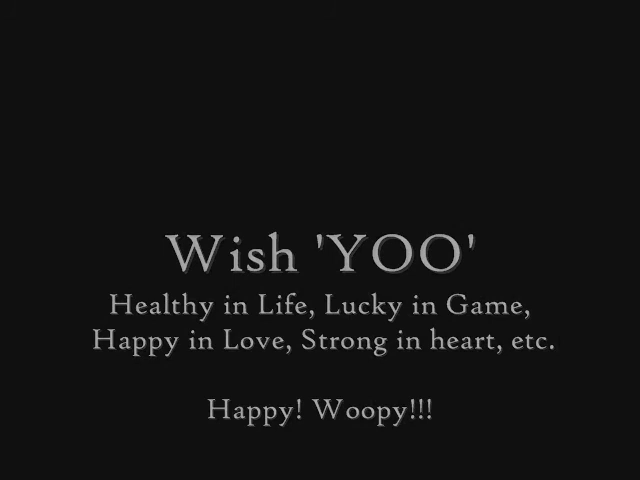 Wish 'YOO'
Healthy in Life, Lucky in Game,
Happy in Love, Strong in heart, etc.
Happy! Woopy!!!